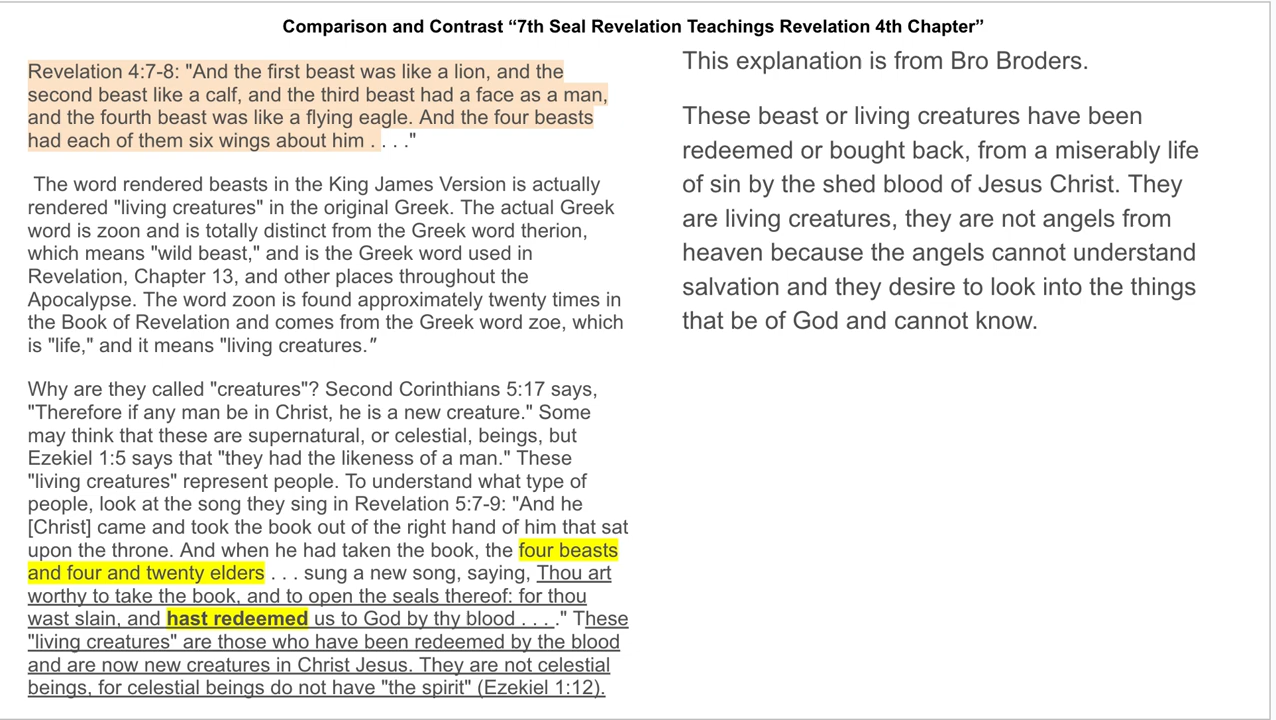 Comparison and Contrast “7th Seal Revelation Teachings Revelation 4th Chapter”
Revelation 4:7-8: "And the first beast was like a lion, and the
second beast like a calf, and the third beast had a face as a man,
and the fourth beast was like a flying eagle. And the four beasts
had each of them six wings about him . . . ."
The word rendered beasts in the King James Version is actually
rendered "living creatures" in the original Greek. The actual Greek
word is zoon and is totally distinct from the Greek word therion,
which means "wild beast," and is the Greek word used in
Revelation, Chapter 13, and other places throughout the
Apocalypse. The word zoon is found approximately twenty times in
the Book of Revelation and comes from the Greek word zoe, which
is "life," and it means "living creatures."
Why are they called "creatures"? Second Corinthians 5:17 says,
"Therefore if any man be in Christ, he is a new creature." Some
may think that these are supernatural, or celestial, beings, but
Ezekiel 1:5 says that "they had the likeness of a man." These
"living creatures" represent people. To understand what type of
people, look at the song they sing in Revelation 5:7-9: "And he
[Christ] came and took the book out of the right hand of him that sat
upon the throne. And when he had taken the book, the four beasts
and four and twenty elders . . . sung a new song, saying, Thou art
worthy to take the book, and to open the seals thereof: for thou
wast slain, and hast redeemed us to God by thy blood . . . ." These
"living creatures" are those who have been redeemed by the blood
and are now new creatures in Christ Jesus. They are not celestial
beings, for celestial beings do not have "the spirit" (Ezekiel 1:12).
This explanation is from Bro Broders.
These beast or living creatures have been
redeemed or bought back, from a miserably life
of sin by the shed blood of Jesus Christ. They
are living creatures, they are not angels from
heaven because the angels cannot understand
salvation and they desire to look into the things
that be of God and cannot know.